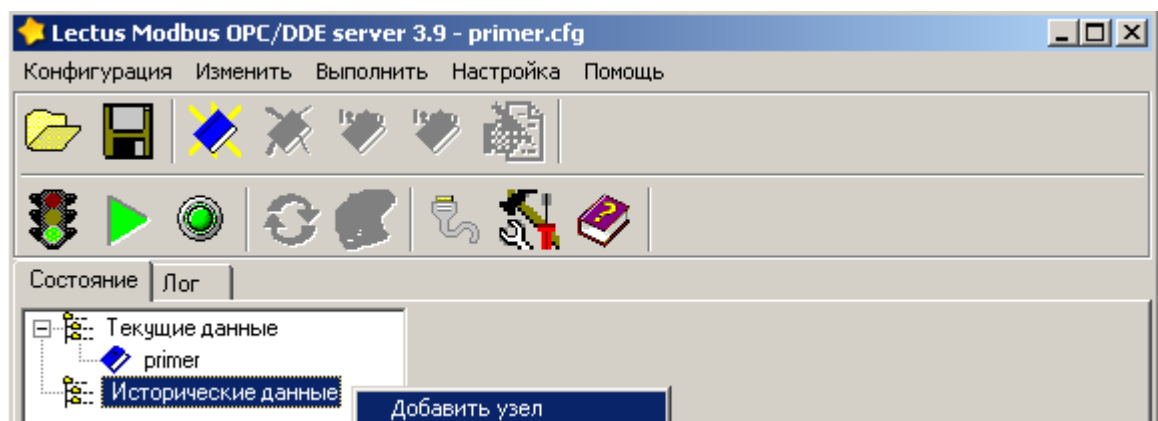 Lectus Modbus OPC/DDE server 3.9 - primer.cfg
Конфигурация Изменить Выполнить Настройка Помощь
Состояние Лог
Текущие данные
primer
Исторические данные
Добавить узел